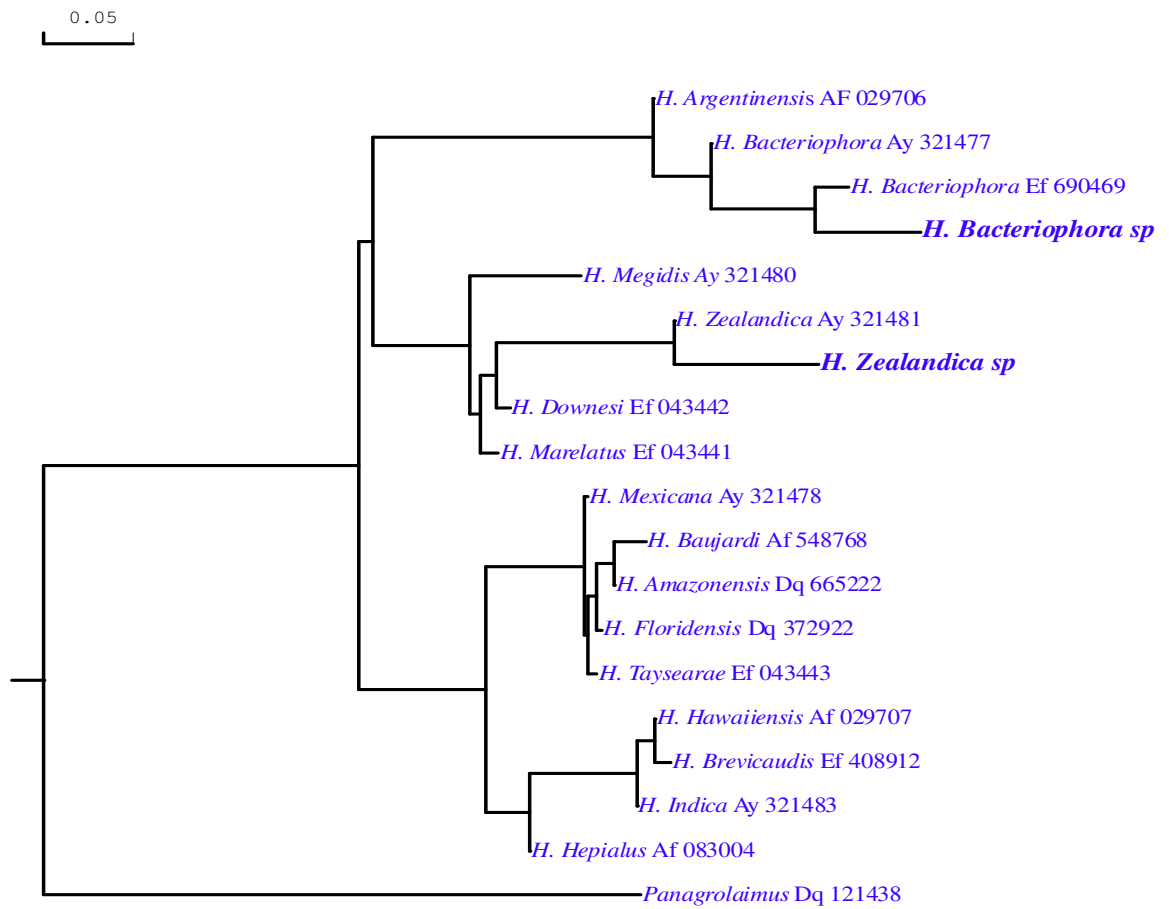 0.05
H. Argentinensis AF 029706
H. Bacteriophora Ay 321477
H. Bacteriophora Ef 690469
H. Bacteriophora sp
H. Megidis Ay 321480
H. Zealandica Ay 321481
H. Zealandica sp
H. Downesi Ef 043442
H. Marelatus Ef 043441
H. Mexicana Ay 321478
H. Baujardi Af 548768
H. Amazonensis Dq 665222
H. Floridensis Dq 372922
H. Taysearae Ef 043443
H. Hawaiiensis Af 029707
H. Brevicaudis Ef 408912
H. Indica Ay 321483
H. Hepialus Af 083004
Panagrolaimus Dq 121438